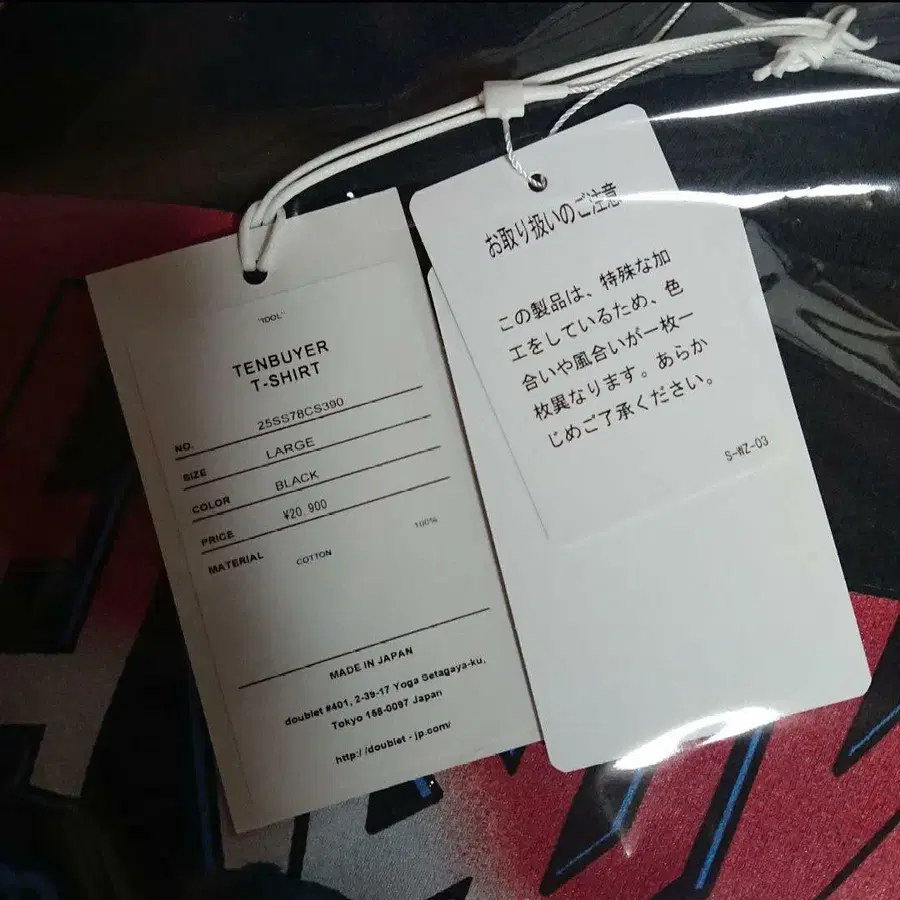 "IDOL"
TENBUYER
T-SHIRT
NO. 25SS78CS390
SIZE LARGE
COLOR BLACK
PRICE ¥20,900
MATERIAL COTTON 100%
MADE IN JAPAN
doublet #401, 2-39-17 Yoga Setagaya-ku,
Tokyo 158-0097 Japan
http://doublet-jp.com/
お取り扱いのご注意
この製品は、特殊な加
工をしているため、色
合いや風合いが一枚一
枚異なります。あらか
じめご了承ください。
S-WZ-03